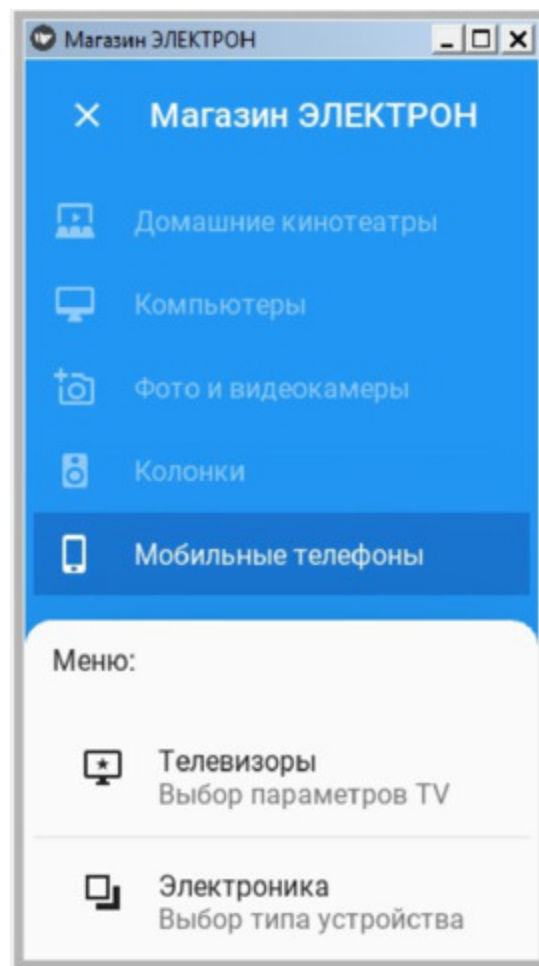 Магазин ЭЛЕКТРОН
Магазин ЭЛЕКТРОН
Домашние кинотеатры
Компьютеры
Фото и видеокамеры
Колонки
Мобильные телефоны
Меню:
Телевизоры
Выбор параметров TV
Электроника
Выбор типа устройства